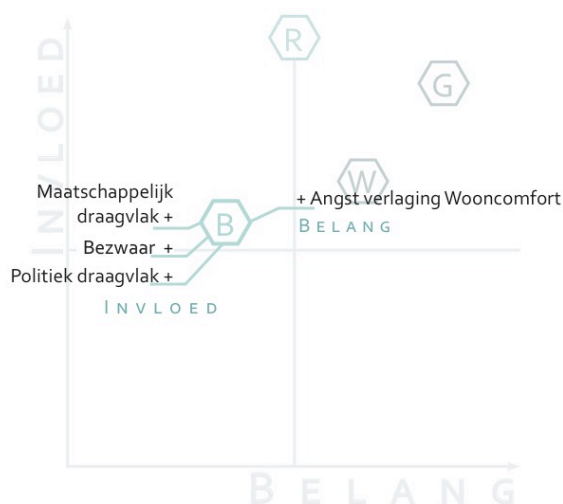 R
G
INVLOED
W
Maatschappelijk
draagvlak +
B
+ Angst verlaging Wooncomfort
BELANG
Bezwaar +
Politiek draagvlak +
INVLOED
BELANG